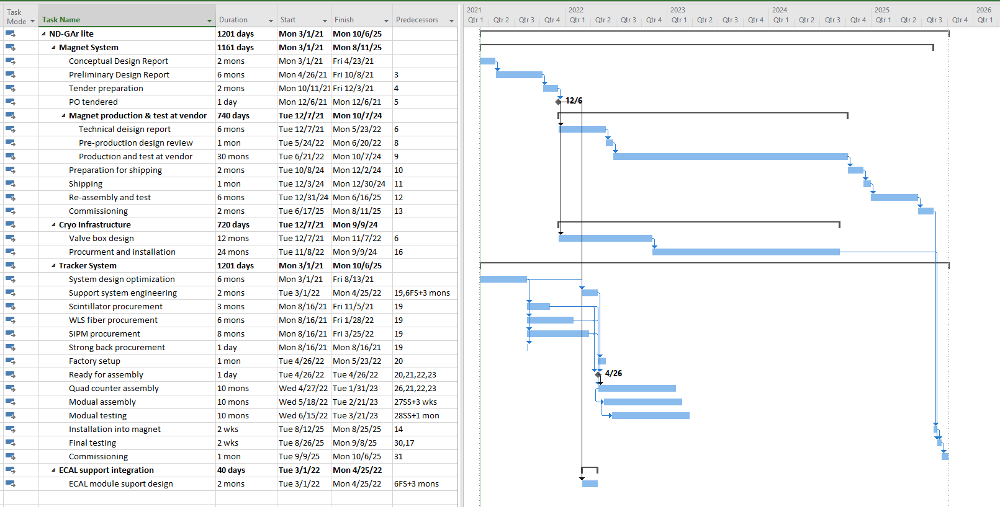 Task Mode Task Name Duration Start Finish Predecessors
2021 2022 2023 2024 2025 2026
Qtr 1 Qtr 2 Qtr 3 Qtr 4 Qtr 1 Qtr 2 Qtr 3 Qtr 4 Qtr 1 Qtr 2 Qtr 3 Qtr 4 Qtr 1 Qtr 2 Qtr 3 Qtr 4 Qtr 1 Qtr 2 Qtr 3 Qtr 4 Qtr 1
ND-GAr lite 1201 days Mon 3/1/21 Mon 10/6/25
Magnet System 1161 days Mon 3/1/21 Mon 8/11/25
Conceptual Design Report 2 mons Mon 3/1/21 Fri 4/23/21
Preliminary Design Report 6 mons Mon 4/26/21 Fri 10/8/21 3
Tender preparation 2 mons Mon 10/11/21 Fri 12/3/21 4
PO tendered 1 day Mon 12/6/21 Mon 12/6/21 5 12/6
Magnet production & test at vendor 740 days Tue 12/7/21 Mon 10/7/24
Technical deisign report 6 mons Tue 12/7/21 Mon 5/23/22 6
Pre-production design review 1 mon Tue 5/24/22 Mon 6/20/22 8
Production and test at vendor 30 mons Tue 6/21/22 Mon 10/7/24 9
Preparation for shipping 2 mons Tue 10/8/24 Mon 12/2/24 10
Shipping 1 mon Tue 12/3/24 Mon 12/30/24 11
Re-assembly and test 6 mons Tue 12/31/24 Mon 6/16/25 12
Commissioning 2 mons Tue 6/17/25 Mon 8/11/25 13
Cryo Infrastructure 720 days Tue 12/7/21 Mon 9/9/24
Valve box design 12 mons Tue 12/7/21 Mon 11/7/22 6
Procurment and installation 24 mons Tue 11/8/22 Mon 9/9/24 16
Tracker System 1201 days Mon 3/1/21 Mon 10/6/25
System design optimization 6 mons Mon 3/1/21 Fri 8/13/21
Support system engineering 2 mons Tue 3/1/22 Mon 4/25/22 19,6FS+3 mons
Scintillator procurement 3 mons Mon 8/16/21 Fri 11/5/21 19
WLS fiber procurement 6 mons Mon 8/16/21 Fri 1/28/22 19
SiPM procurement 8 mons Mon 8/16/21 Fri 3/25/22 19
Strong back procurement 1 day Mon 8/16/21 Mon 8/16/21 19
Factory setup 1 mon Tue 4/26/22 Mon 5/23/22 20
Ready for assembly 1 day Tue 4/26/22 Tue 4/26/22 20,21,22,23 4/26
Quad counter assembly 10 mons Wed 4/27/22 Tue 1/31/23 26,21,22,23
Modual assembly 10 mons Wed 5/18/22 Tue 2/21/23 27SS+3 wks
Modual testing 10 mons Wed 6/15/22 Tue 3/21/23 28SS+1 mon
Installation into magnet 2 wks Tue 8/12/25 Mon 8/25/25 14
Final testing 2 wks Tue 8/26/25 Mon 9/8/25 30,17
Commissioning 1 mon Tue 9/9/25 Mon 10/6/25 31
ECAL support integration 40 days Tue 3/1/22 Mon 4/25/22
ECAL module suport design 2 mons Tue 3/1/22 Mon 4/25/22 6FS+3 mons